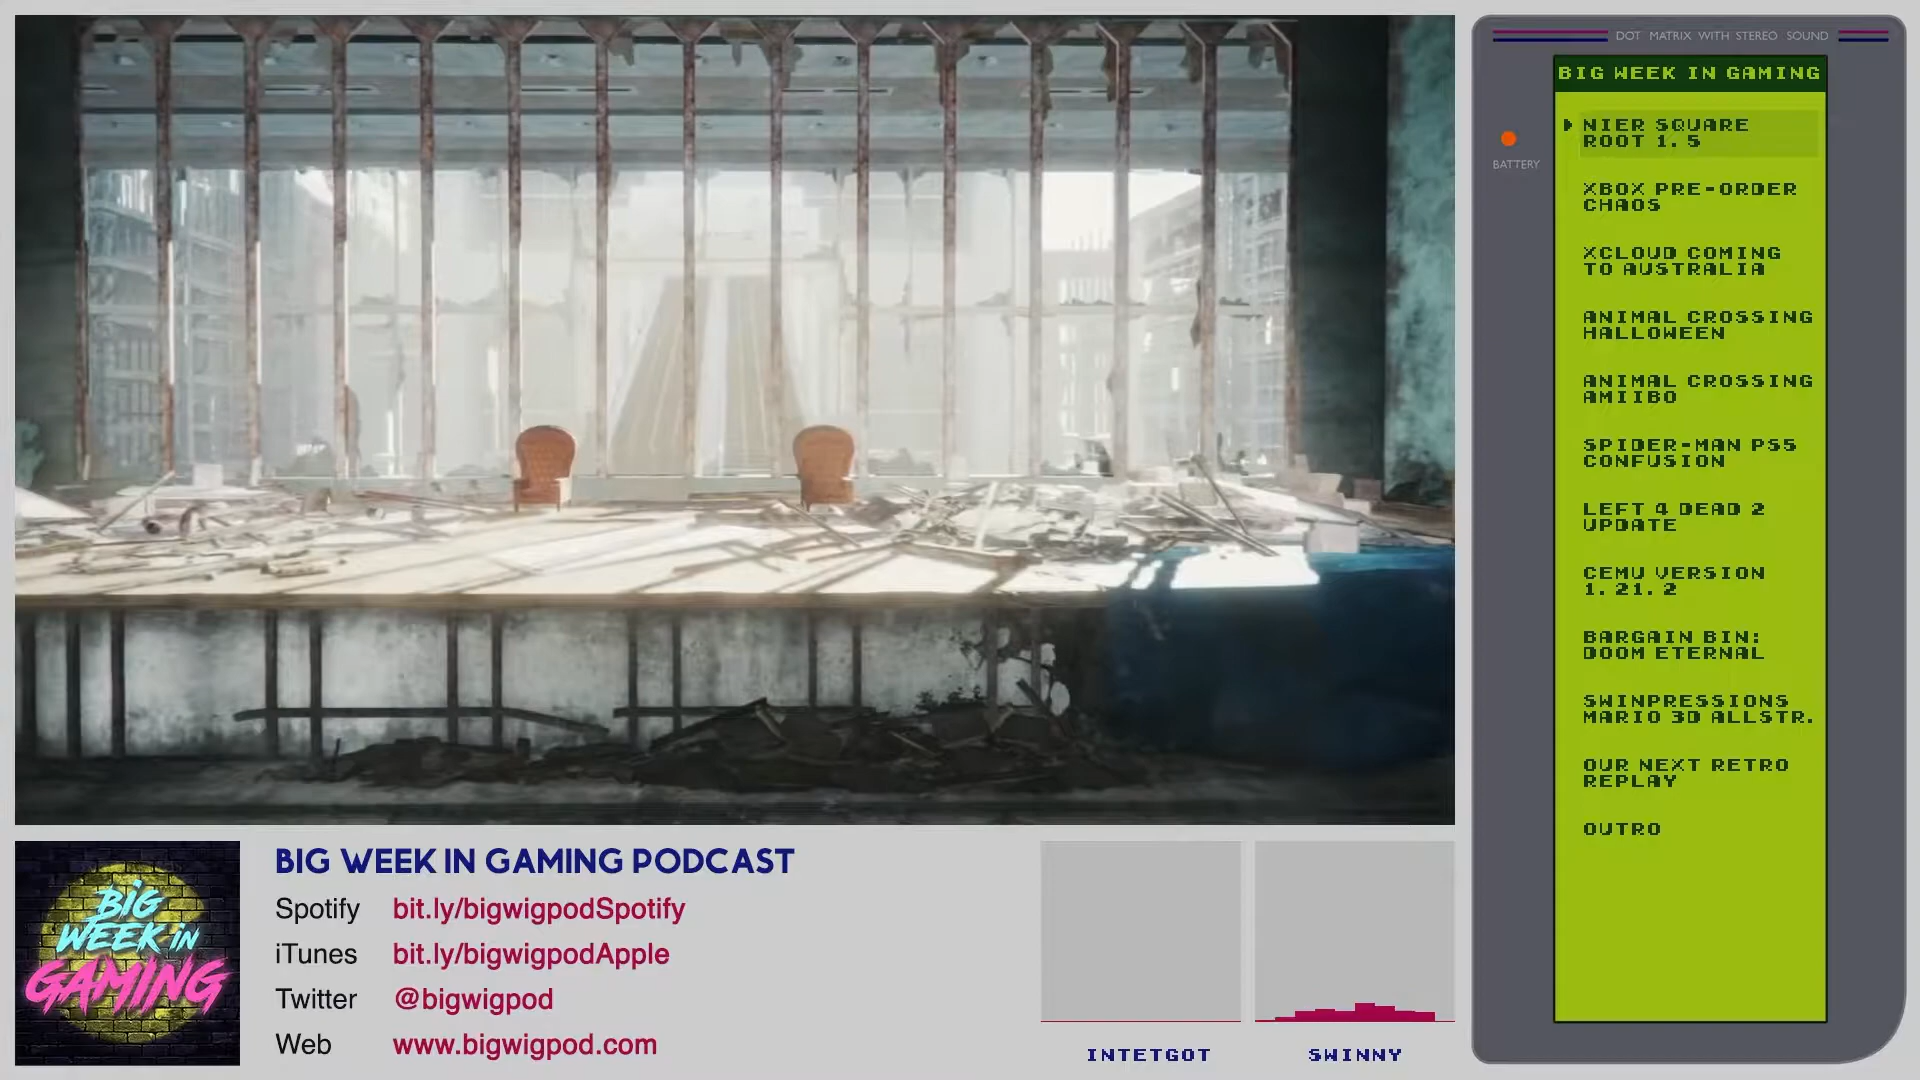 DOT MATRIX WITH STEREO SOUND
BIG WEEK IN GAMING
BATTERY
NIER SQUARE
ROOT 1.5
XBOX PRE-ORDER
CHAOS
XCLOUD COMING
TO AUSTRALIA
ANIMAL CROSSING
HALLOWEEN
ANIMAL CROSSING
AMIIBO
SPIDER-MAN PS5
CONFUSION
LEFT 4 DEAD 2
UPDATE
CEMU VERSION
1.21.2
BARGAIN BIN:
DOOM ETERNAL
SWINPRESSIONS
MARIO 3D ALLSTR.
OUR NEXT RETRO
REPLAY
OUTRO
BIG
WEEK IN
GAMING
BIG WEEK IN GAMING PODCAST
Spotify bit.ly/bigwigpodSpotify
iTunes bit.ly/bigwigpodApple
Twitter @bigwigpod
Web www.bigwigpod.com
INTETGOT
SWINNY